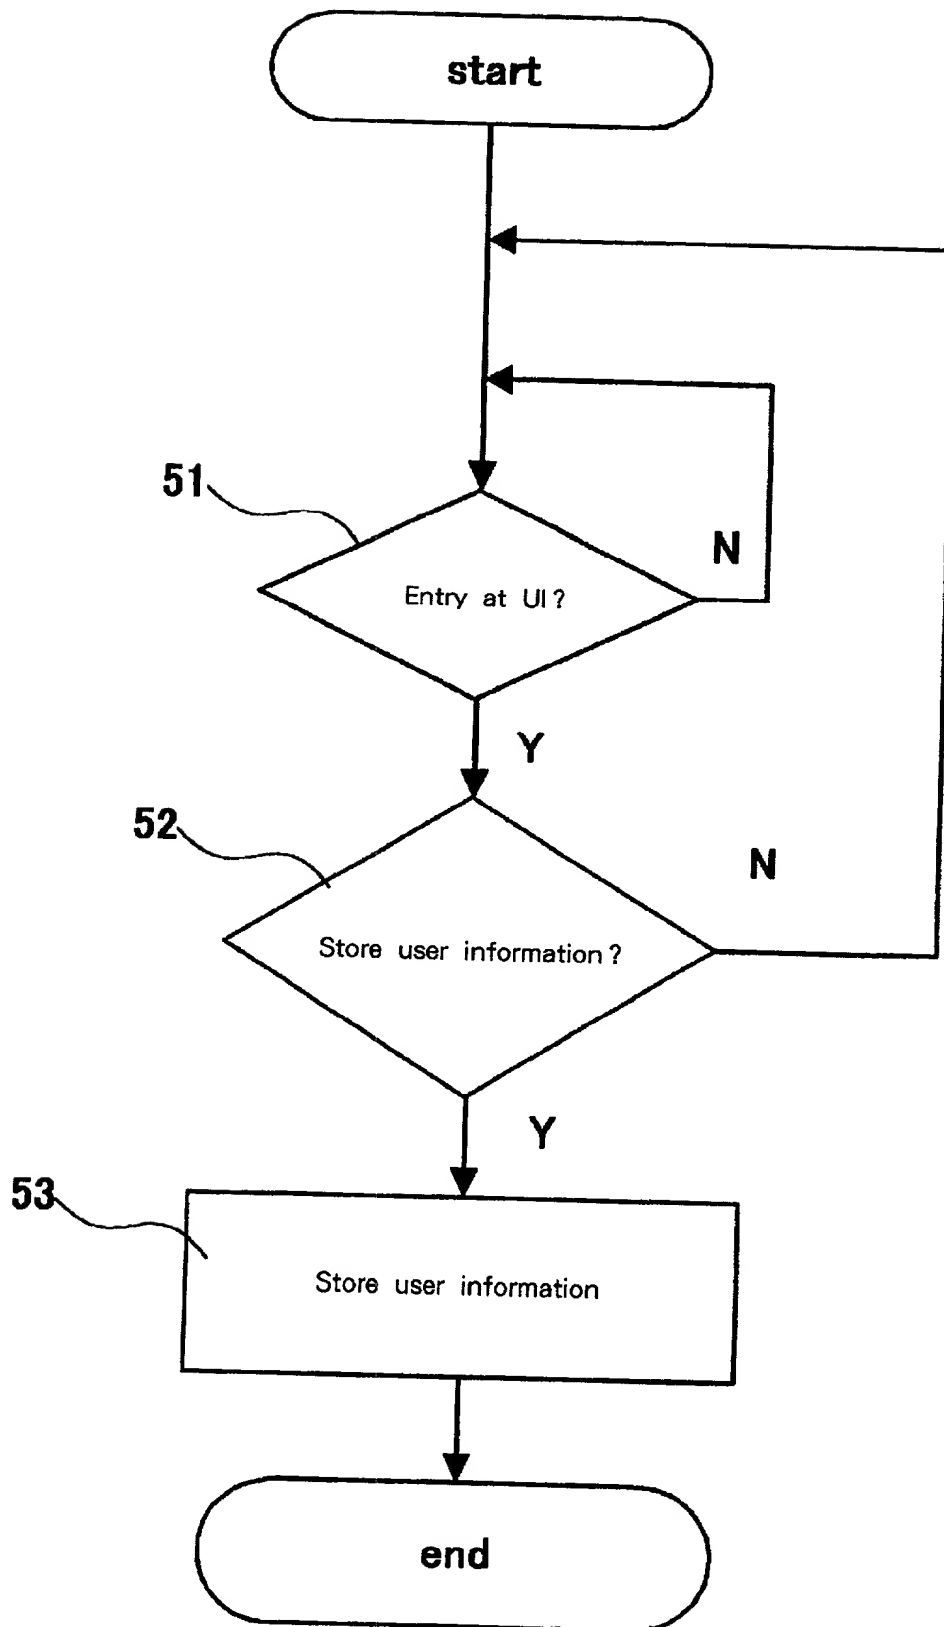 start
51
N
Entry at UI?
Y
52
N
Store user information?
Y
53
Store user information
end